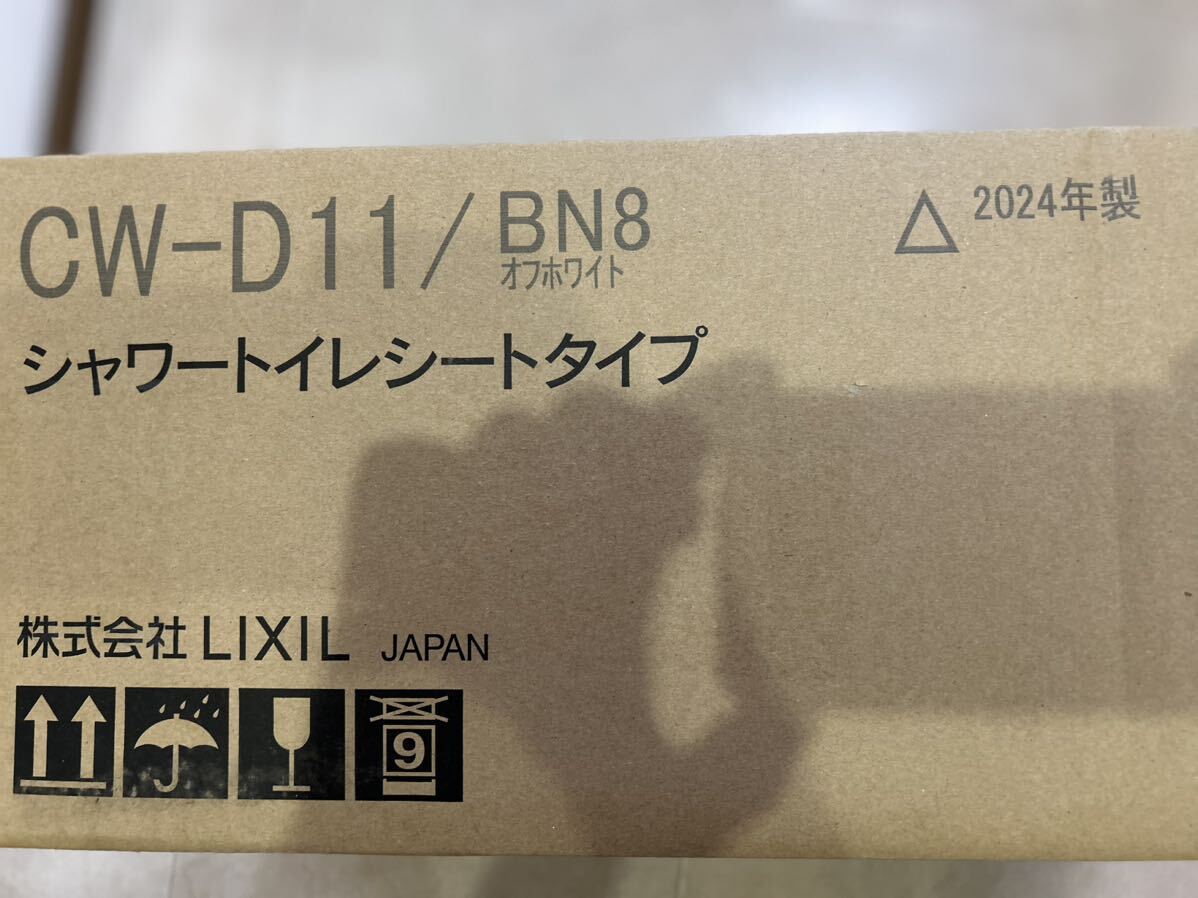 CW-D11/BN8
オフホワイト
△ 2024年製
シャワートイレシートタイプ
株式会社 LIXIL JAPAN
9